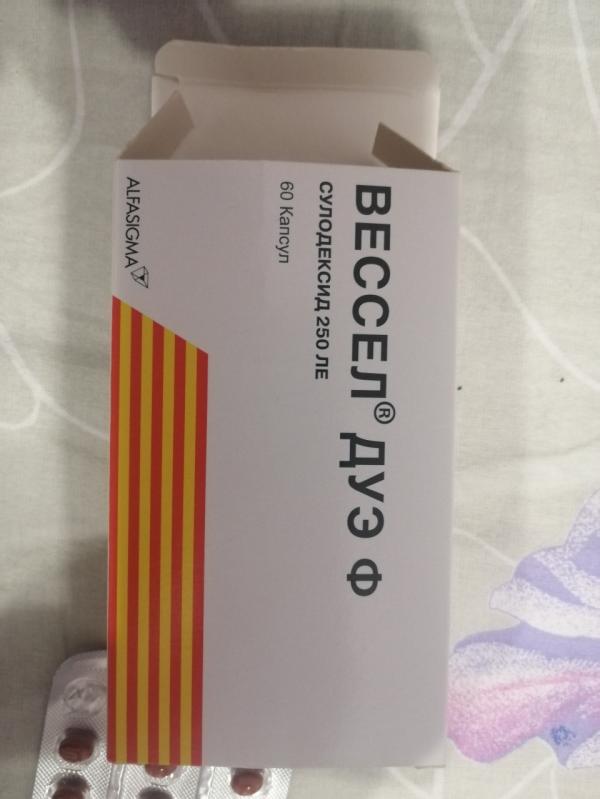 ВЕССЕЛ® ДУЭ Ф
СУЛОДЕКСИД 250 ЛЕ
60 Капсул
ALFASIGMA